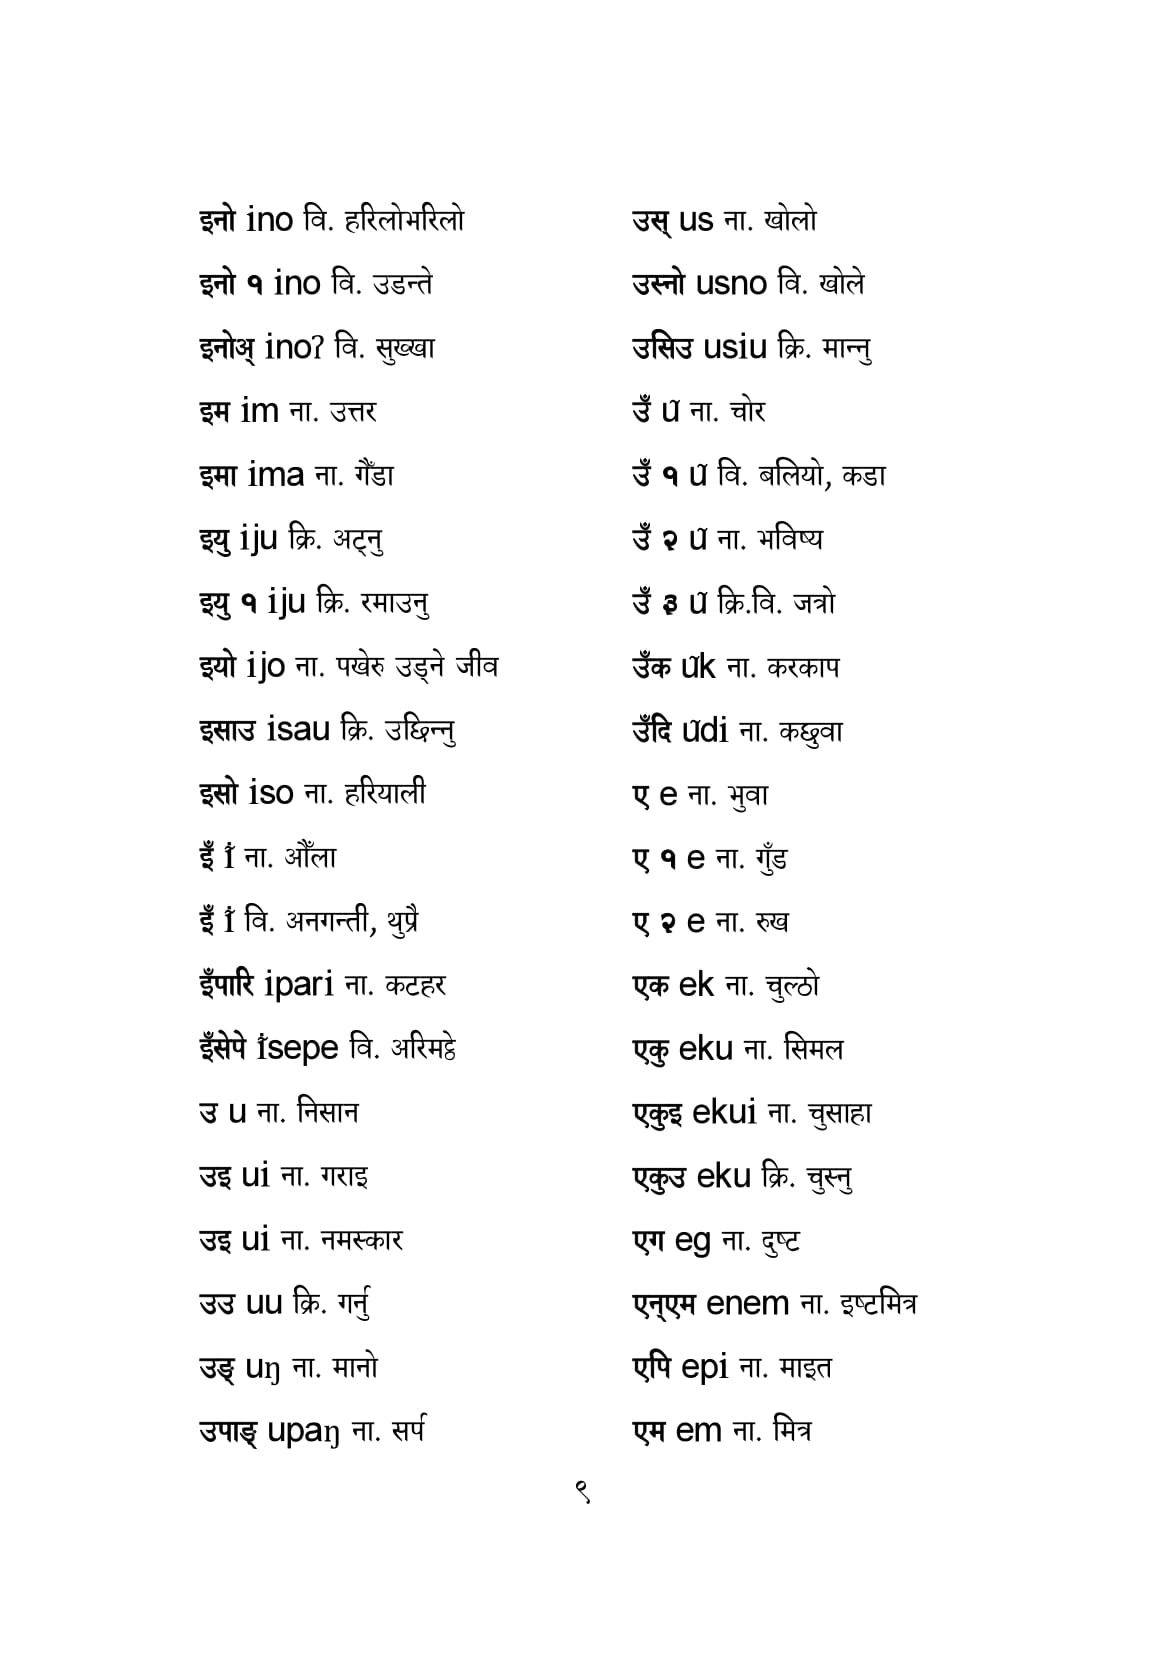 इनो ino वि. हरिलोभरिलो
इनो १ ino वि. उडन्ते
इनोअ् inoʔ वि. सुख्खा
इम im ना. उत्तर
इमा ima ना. गैँडा
इयु iju क्रि. अट्नु
इयु १ iju क्रि. रमाउनु
इयो ijo ना. पखेरु उड्ने जीव
इसाउ isau क्रि. उछिन्नु
इसो iso ना. हरियाली
इँ ĩ ना. औँला
इँ ĩ वि. अनगन्ती, थुप्रै
इँपारि ipari ना. कटहर
इँसेपे ĩsepe वि. अरिमट्ठे
उ u ना. निसान
उइ ui ना. गराइ
उइ ui ना. नमस्कार
उउ uu क्रि. गर्नु
उङ् uŋ ना. मानो
उपाङ् upaŋ ना. सर्प
उस् us ना. खोलो
उस्नो usno वि. खोले
उसिउ usiu क्रि. मान्नु
उँ ũ ना. चोर
उँ १ ũ वि. बलियो, कडा
उँ २ ũ ना. भविष्य
उँ ३ ũ क्रि.वि. जत्रो
उँक ũk ना. करकाप
उँदि ũdi ना. कछुवा
ए e ना. भुवा
ए १ e ना. गुँड
ए २ e ना. रुख
एक ek ना. चुल्ठो
एकु eku ना. सिमल
एकुइ ekui ना. चुसाहा
एकुउ eku क्रि. चुस्नु
एग eg ना. दुष्ट
एन्एम enem ना. इष्टमित्र
एपि epi ना. माइत
एम em ना. मित्र
९